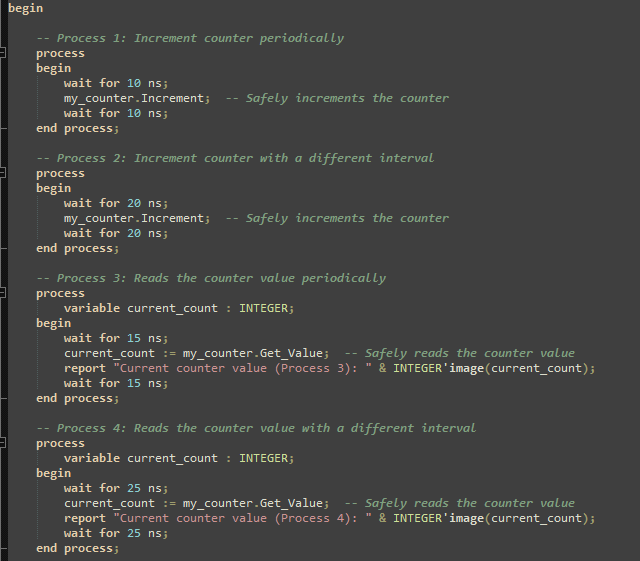 begin
-- Process 1: Increment counter periodically
process
begin
wait for 10 ns;
my_counter.Increment;  -- Safely increments the counter
wait for 10 ns;
end process;
-- Process 2: Increment counter with a different interval
process
begin
wait for 20 ns;
my_counter.Increment;  -- Safely increments the counter
wait for 20 ns;
end process;
-- Process 3: Reads the counter value periodically
process
variable current_count : INTEGER;
begin
wait for 15 ns;
current_count := my_counter.Get_Value;  -- Safely reads the counter value
report "Current counter value (Process 3): " & INTEGER'image(current_count);
wait for 15 ns;
end process;
-- Process 4: Reads the counter value with a different interval
process
variable current_count : INTEGER;
begin
wait for 25 ns;
current_count := my_counter.Get_Value;  -- Safely reads the counter value
report "Current counter value (Process 4): " & INTEGER'image(current_count);
wait for 25 ns;
end process;